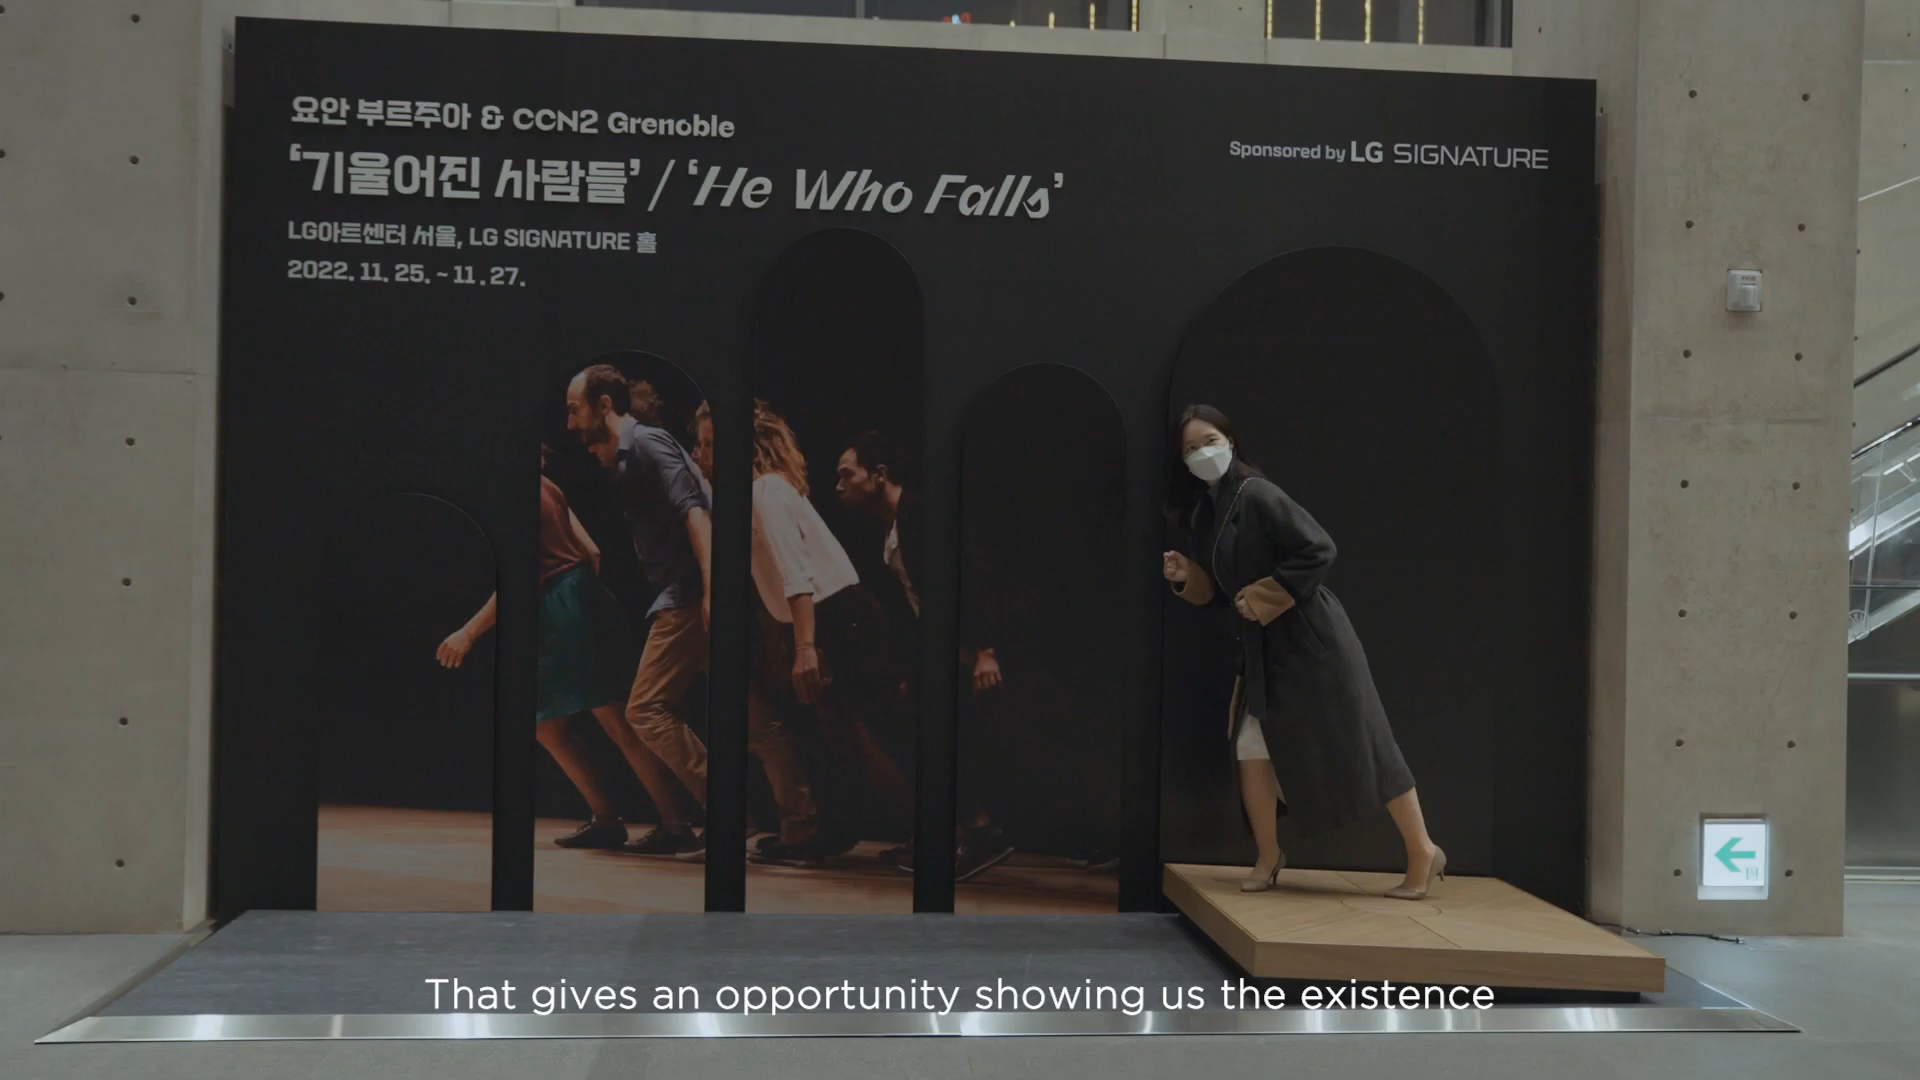 요안 부르주아 & CCN2 Grenoble
‘기울어진 사람들’ / ‘He Who Falls’
LG아트센터 서울, LG SIGNATURE 홀
2022. 11. 25. ~ 11. 27.
Sponsored by LG SIGNATURE
That gives an opportunity showing us the existence